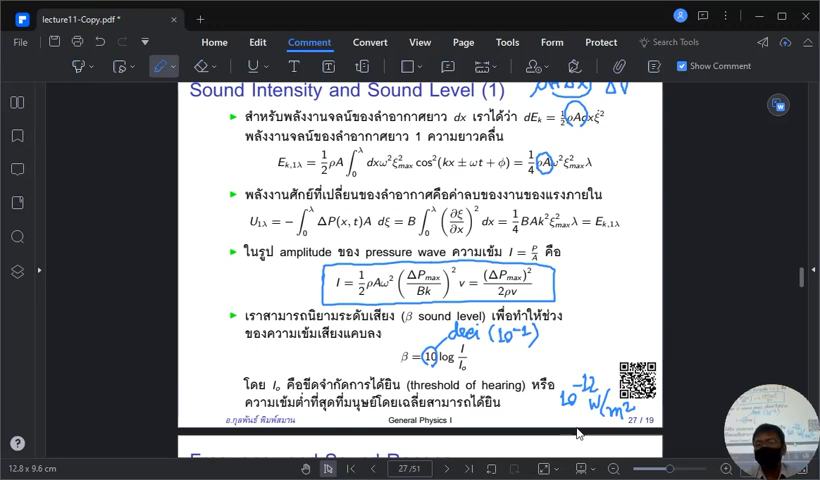 lecture11-Copy.pdf *
File
Home
Edit
Comment
Convert
View
Page
Form
Protect
Search Tools
Show Comment
Sound Intensity and Sound Level (1)
ΔV
สำหรับพลังงานจลน์ของลำอากาศยาว dx เราได้ว่า dE_k = 1/2 ρAdxξ̇²
พลังงานจลน์ของลำอากาศยาว 1 ความยาวคลื่น
E_{k,1λ} = 1/2 ρA ∫_0^λ dxω²ξ²_max cos²(kx ± ωt + φ) = 1/4 ρAω²ξ²_max λ
พลังงานศักย์ที่เปลี่ยนของลำอากาศคือค่าลบของงานของแรงภายใน
U_{1λ} = − ∫_0^λ ΔP(x, t)A dξ = B ∫_0^λ (∂ξ/∂x)² dx = 1/4 BAk²ξ²_max λ = E_{k,1λ}
ในรูป amplitude ของ pressure wave ความเข้ม I = P/A คือ
I = 1/2 ρAω² (ΔP_max/Bk)² v = (ΔP_max)²/2ρv
เราสามารถนิยามระดับเสียง (β sound level) เพื่อทำให้ช่วง
ของความเข้มเสียงแคบลง
deci (10⁻¹)
β = 10 log I/I_o
โดย I_o คือขีดจำกัดการได้ยิน (threshold of hearing) หรือ
ความเข้มต่ำที่สุดที่มนุษย์โดยเฉลี่ยสามารถได้ยิน
10⁻¹² W/m²
อ.กุลพันธ์ พิมพ์สมาน
General Physics I
27 / 19
12.8 x 9.6 cm
27/51